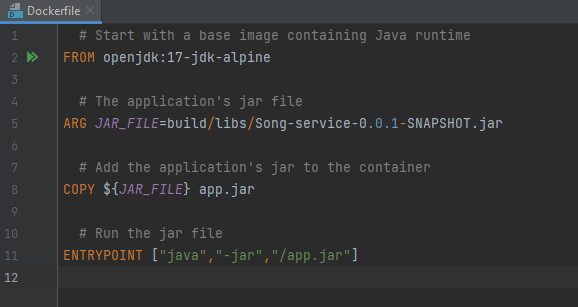 Dockerfile
1 # Start with a base image containing Java runtime
2 FROM openjdk:17-jdk-alpine
3
4 # The application's jar file
5 ARG JAR_FILE=build/libs/Song-service-0.0.1-SNAPSHOT.jar
6
7 # Add the application's jar to the container
8 COPY ${JAR_FILE} app.jar
9
10 # Run the jar file
11 ENTRYPOINT ["java","-jar","/app.jar"]
12